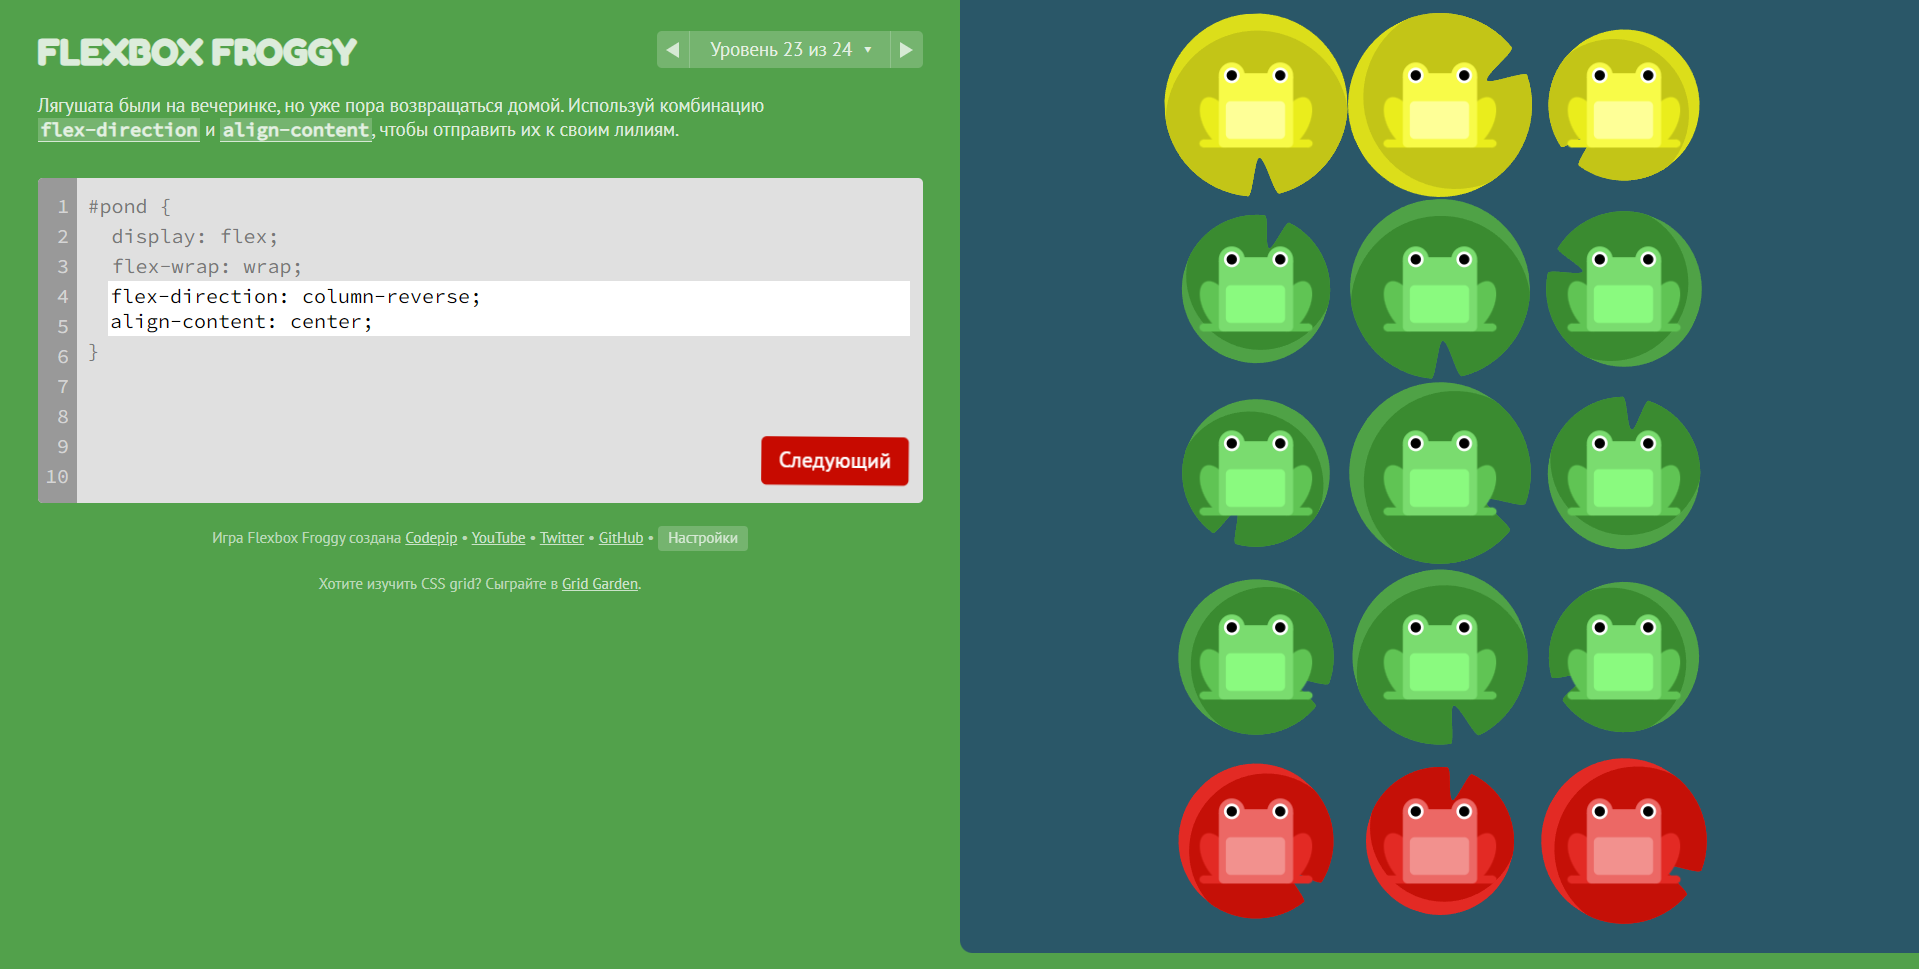 FLEXBOX FROGGY
Уровень 23 из 24
Лягушата были на вечеринке, но уже пора возвращаться домой. Используй комбинацию
flex-direction и align-content, чтобы отправить их к своим лилиям.
1 #pond {
2 display: flex;
3 flex-wrap: wrap;
4 flex-direction: column-reverse;
5 align-content: center;
6 }
7
8
9
10
Следующий
Игра Flexbox Froggy создана Codepip • YouTube • Twitter • GitHub • Настройки
Хотите изучить CSS grid? Сыграйте в Grid Garden.